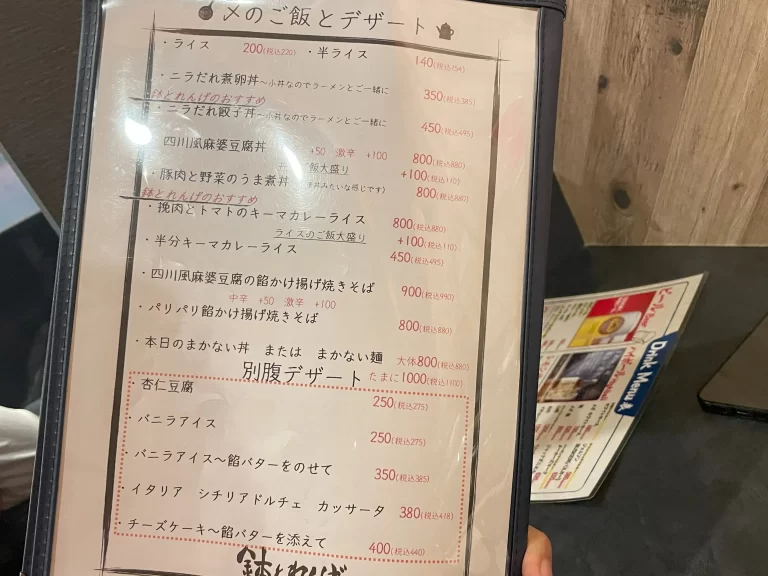 〆のご飯とデザート
・ライス 200(税込220) ・半ライス 140(税込154)
・ニラだれ煮卵丼～小丼なのでラーメンとご一緒に 350(税込385)
鉢とれんげのおすすめ
・ニラだれ餃子丼～小丼なのでラーメンとご一緒に 450(税込495)
四川風麻婆豆腐丼 +50 激辛 +100 800(税込880)
ご飯大盛り +100(税込110)
・豚肉と野菜のうま煮丼 丼みたいな感じです) 800(税込880)
鉢とれんげのおすすめ
・挽肉とトマトのキーマカレーライス 800(税込880)
ライスのご飯大盛り +100(税込110)
・半分キーマカレーライス 450(税込495)
・四川風麻婆豆腐の餡かけ揚げ焼きそば 900(税込990)
中辛 +50 激辛 +100
・パリパリ餡かけ揚げ焼きそば 800(税込880)
・本日のまかない丼 または まかない麺 大体800(税込880)
たまに1000(税込1100)
別腹デザート
・杏仁豆腐 250(税込275)
・バニラアイス 250(税込275)
・バニラアイス～餡バターをのせて 350(税込385)
・イタリア シチリアドルチェ カッサータ 380(税込418)
・チーズケーキ～餡バターを添えて 400(税込440)
鉢とれんげ
Drink Menu